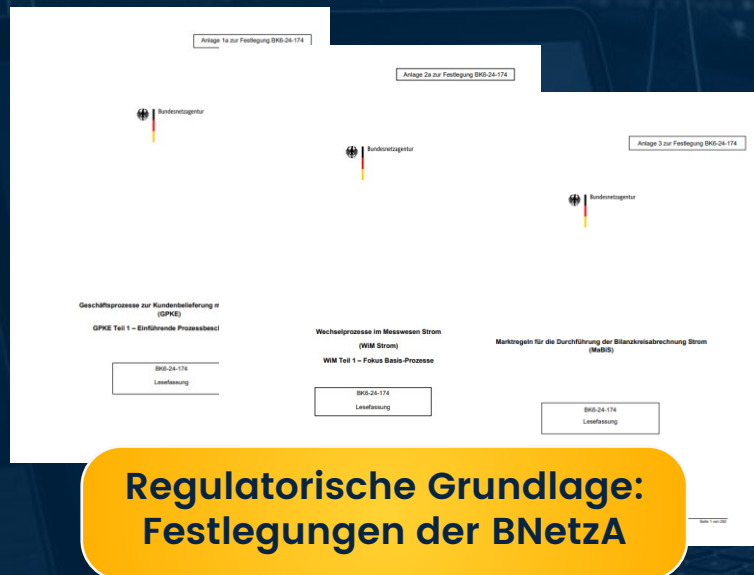 Anlage 1a zur Festlegung BK6-24-174
Bundesnetzagentur
Geschäftsprozesse zur Kundenbelieferung m
(GPKE)
GPKE Teil 1 – Einführende Prozessbescl
BK6-24-174
Lesefassung
Anlage 2a zur Festlegung BK6-24-174
Bundesnetzagentur
Wechselprozesse im Messwesen Strom
(WiM Strom)
WiM Teil 1 – Fokus Basis-Prozesse
BK6-24-174
Lesefassung
Anlage 3 zur Festlegung BK6-24-174
Bundesnetzagentur
Marktregeln für die Durchführung der Bilanzkreisabrechnung Strom
(MaBiS)
BK6-24-174
Lesefassung
Regulatorische Grundlage:
Festlegungen der BNetzA